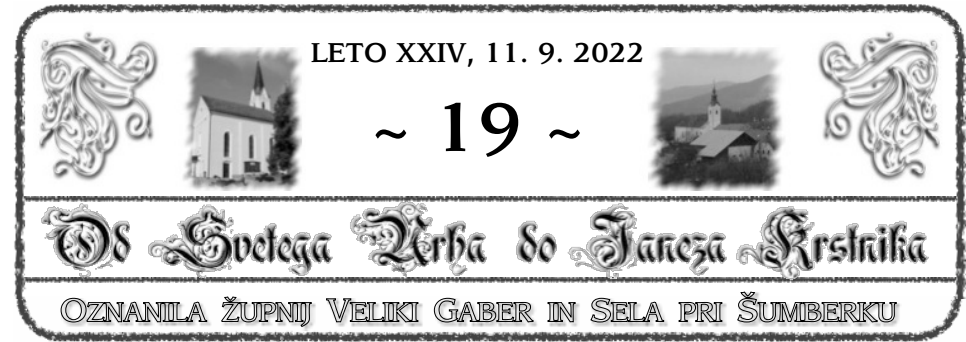 LETO XXIV, 11. 9. 2022
~ 19 ~
Od Svetega Urha do Janeza Krstnika
OZNANILA ŽUPNIJ VELIKI GABER IN SELA PRI ŠUMBERKU